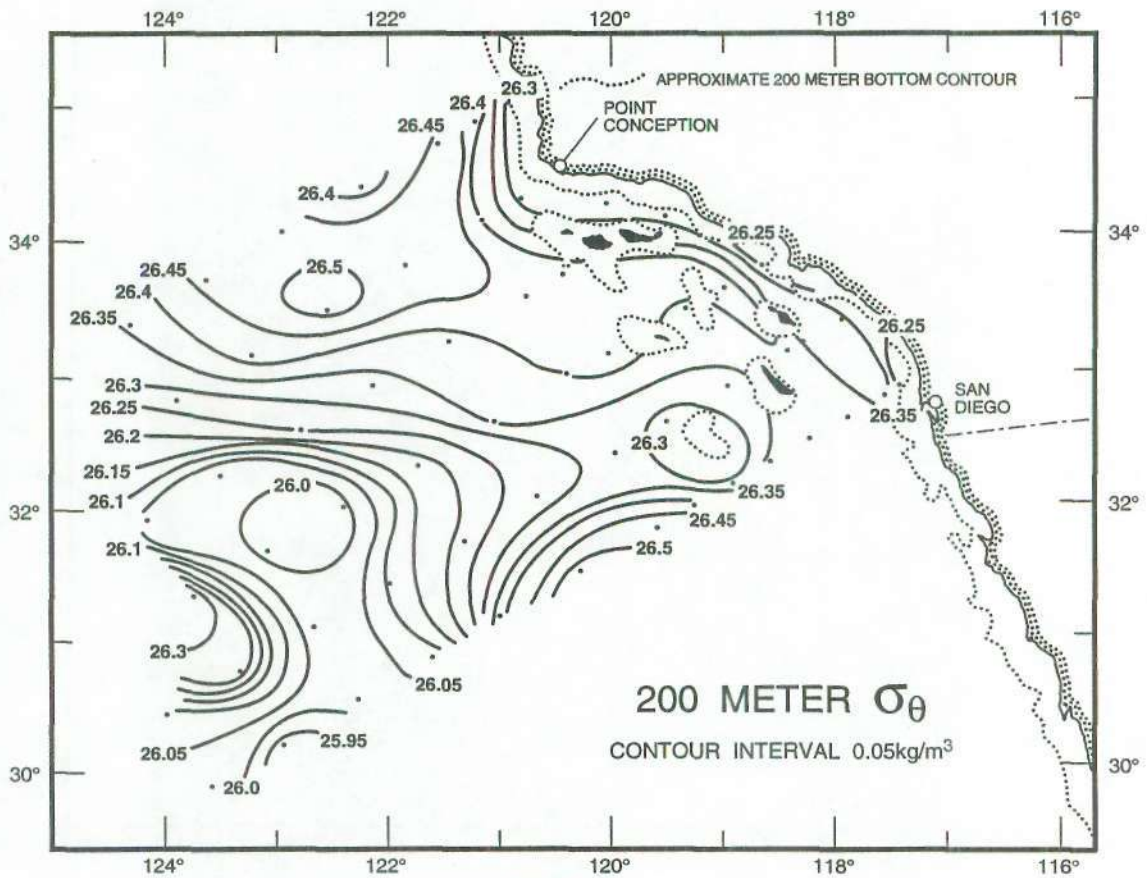 124° 122° 120° 118° 116°
APPROXIMATE 200 METER BOTTOM CONTOUR
26.3
26.4
POINT
CONCEPTION
26.45
26.4
34° 26.25 34°
26.45
26.5
26.4
26.35
26.25
26.3
26.25
26.2
26.15
26.1
26.35
SAN
DIEGO
26.3
26.0
26.35
32° 32°
26.45
26.1
26.5
26.3
26.05
26.05
25.95
26.0
200 METER σθ
CONTOUR INTERVAL 0.05kg/m³
30° 30°
124° 122° 120° 118° 116°